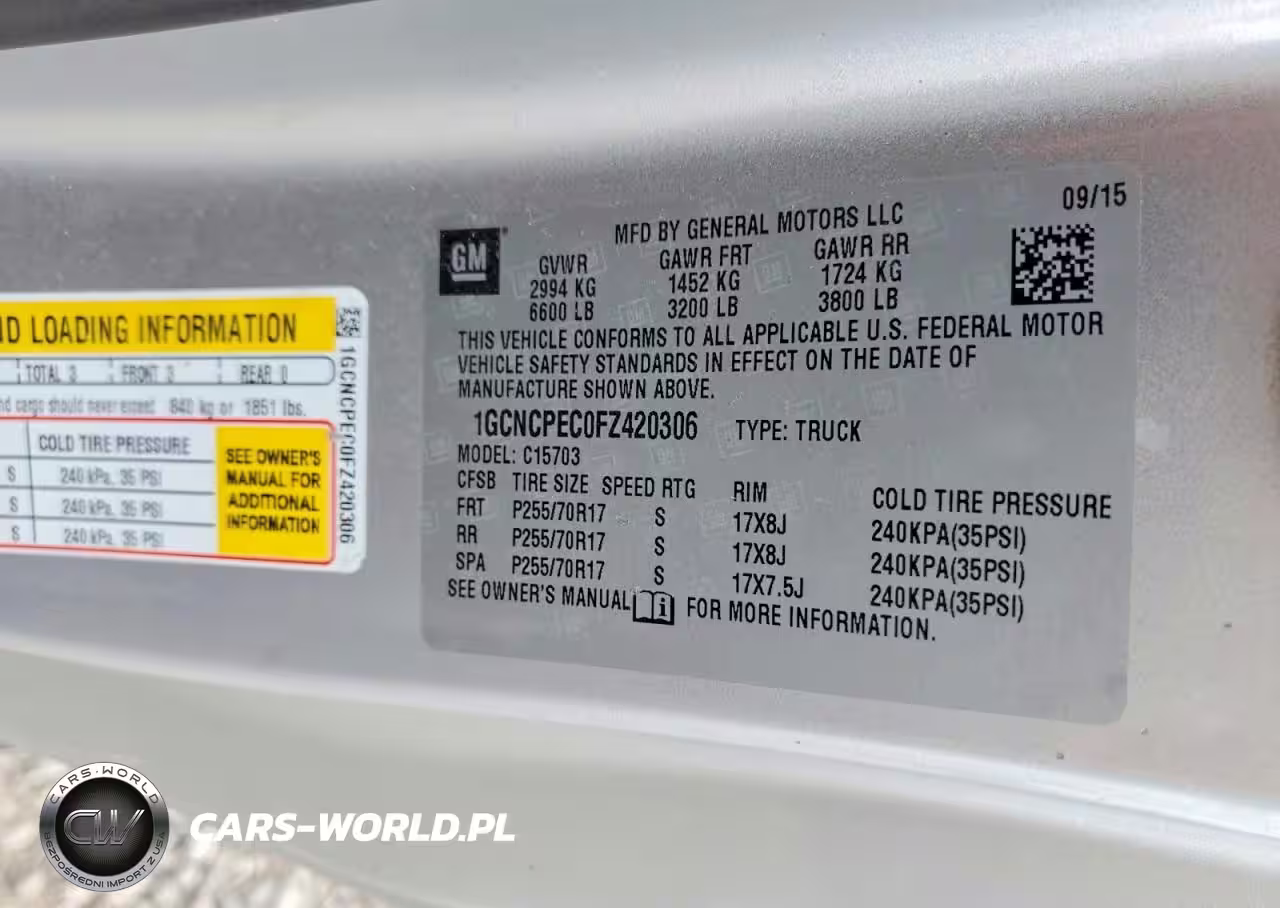 09/15
MFD BY GENERAL MOTORS LLC
GM
GVWR GAWR FRT GAWR RR
2994 KG 1452 KG 1724 KG
6600 LB 3200 LB 3800 LB
THIS VEHICLE CONFORMS TO ALL APPLICABLE U.S. FEDERAL MOTOR
VEHICLE SAFETY STANDARDS IN EFFECT ON THE DATE OF
MANUFACTURE SHOWN ABOVE.
1GCNCPEC0FZ420306 TYPE: TRUCK
MODEL: C15703
CFSB TIRE SIZE SPEED RTG RIM COLD TIRE PRESSURE
FRT P255/70R17 S 17X8J 240KPA(35PSI)
RR P255/70R17 S 17X8J 240KPA(35PSI)
SPA P255/70R17 S 17X7.5J 240KPA(35PSI)
SEE OWNER'S MANUAL FOR MORE INFORMATION.
LOADING INFORMATION
TOTAL 3 FRONT 3 REAR 0
cargo should never exceed 840 kg or 1851 lbs.
COLD TIRE PRESSURE
S 240 kPa, 35 PSI
S 240 kPa, 35 PSI
S 240 kPa, 35 PSI
SEE OWNER'S
MANUAL FOR
ADDITIONAL
INFORMATION
1GCNCPEC0FZ420306
CARS-WORLD
CW
BEZPOŚREDNI IMPORT Z USA
CARS-WORLD.PL